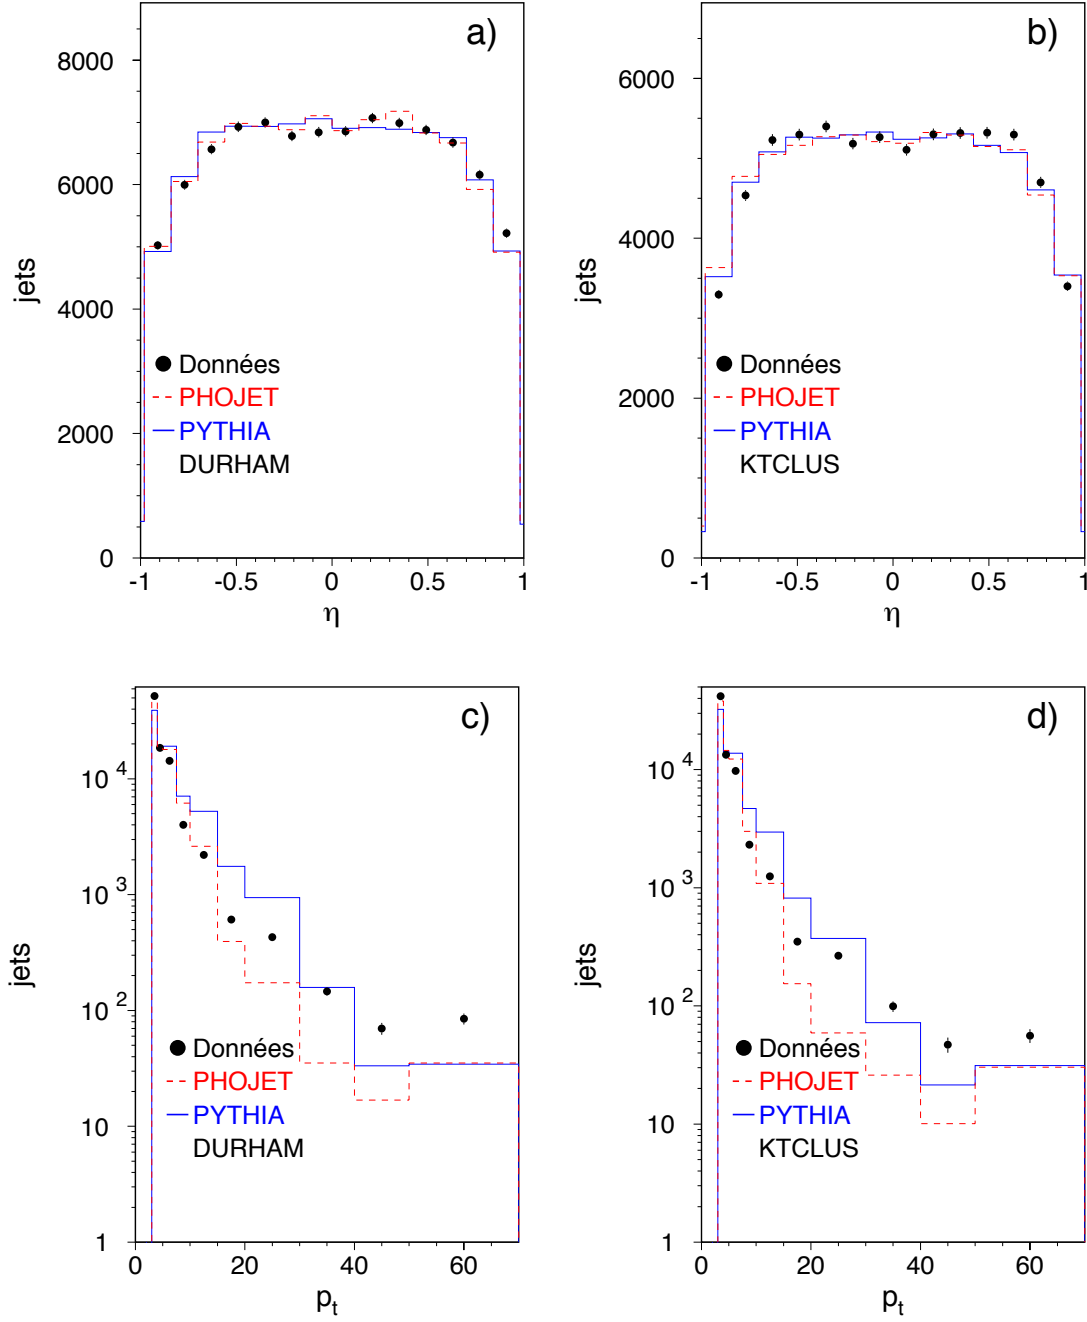 a)
8000
6000
4000
2000
0
jets
Données
PHOJET
PYTHIA
DURHAM
-1 -0.5 0 0.5 1
η
b)
6000
4000
2000
0
jets
Données
PHOJET
PYTHIA
KTCLUS
-1 -0.5 0 0.5 1
η
c)
10^4
10^3
10^2
10
1
jets
Données
PHOJET
PYTHIA
DURHAM
0 20 40 60
p_t
d)
10^4
10^3
10^2
10
1
jets
Données
PHOJET
PYTHIA
KTCLUS
0 20 40 60
p_t